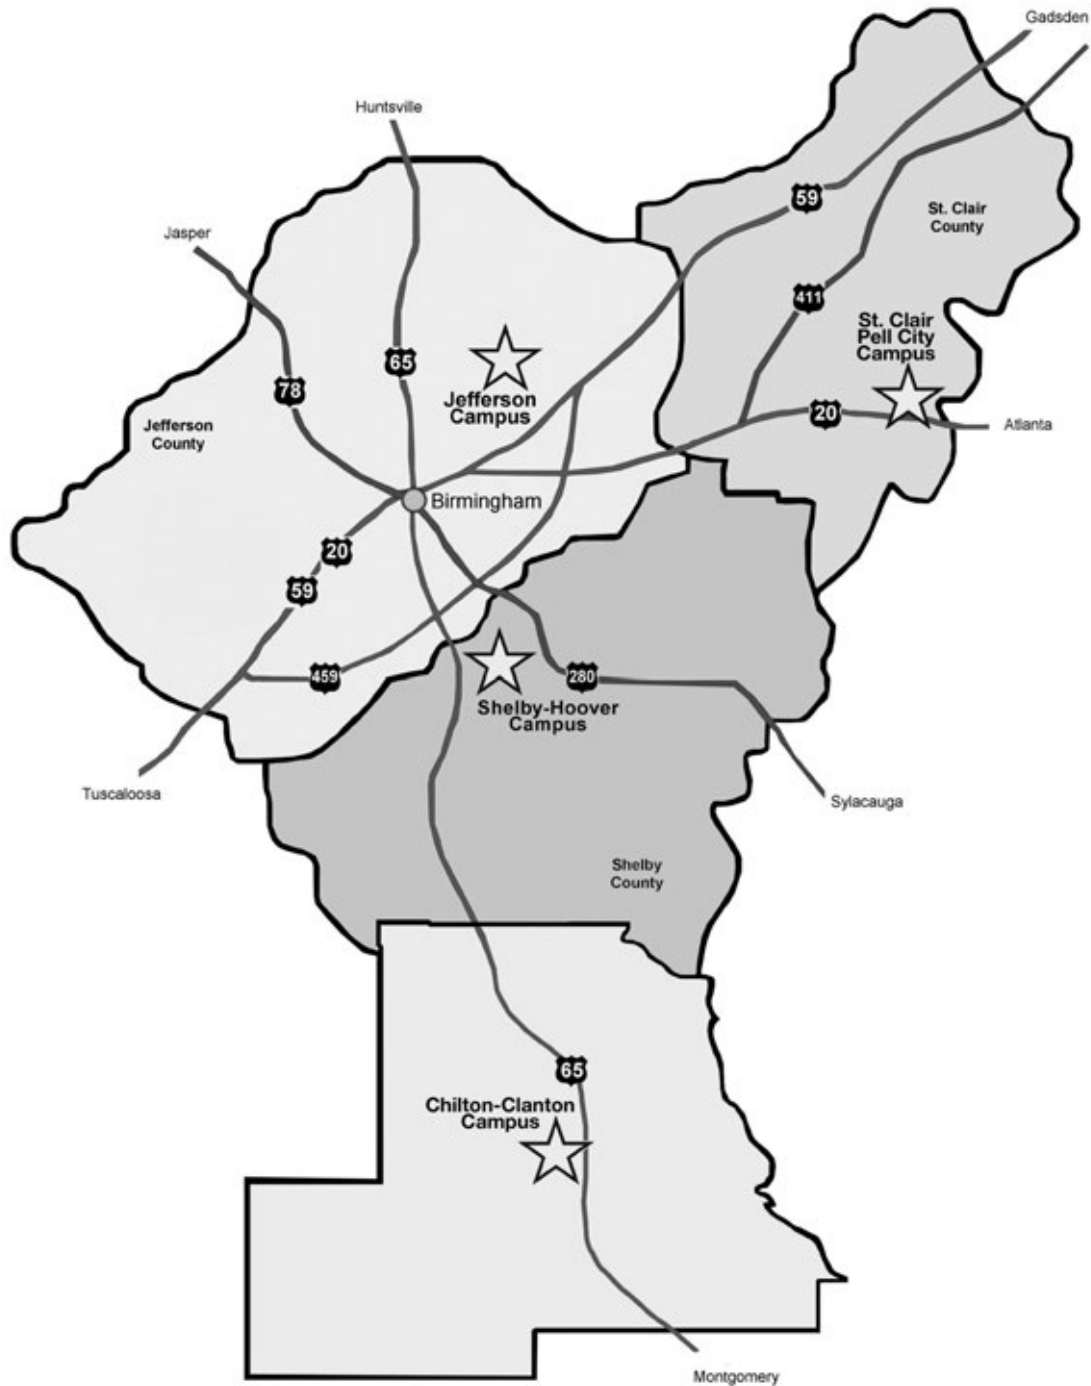 Gadsden
Huntsville
59
St. Clair
County
Jasper
411
St. Clair
Pell City
Campus
65
78
Jefferson
Campus
20
Atlanta
Jefferson
County
Birmingham
20
59
459
280
Shelby-Hoover
Campus
Tuscaloosa
Sylacauga
Shelby
County
65
Chilton-Clanton
Campus
Montgomery